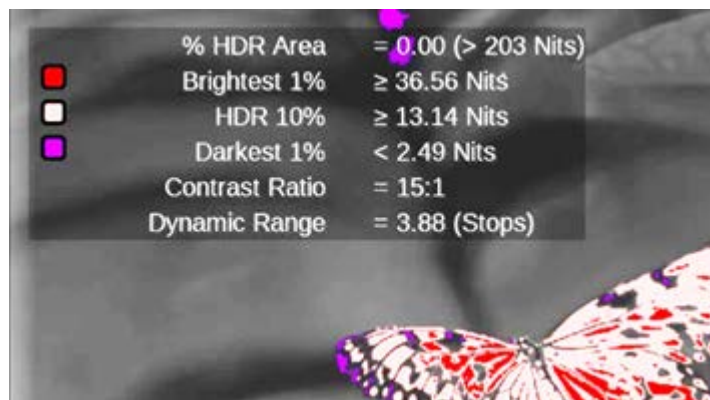 % HDR Area = 0.00 (> 203 Nits)
Brightest 1% ≥ 36.56 Nits
HDR 10% ≥ 13.14 Nits
Darkest 1% < 2.49 Nits
Contrast Ratio = 15:1
Dynamic Range = 3.88 (Stops)